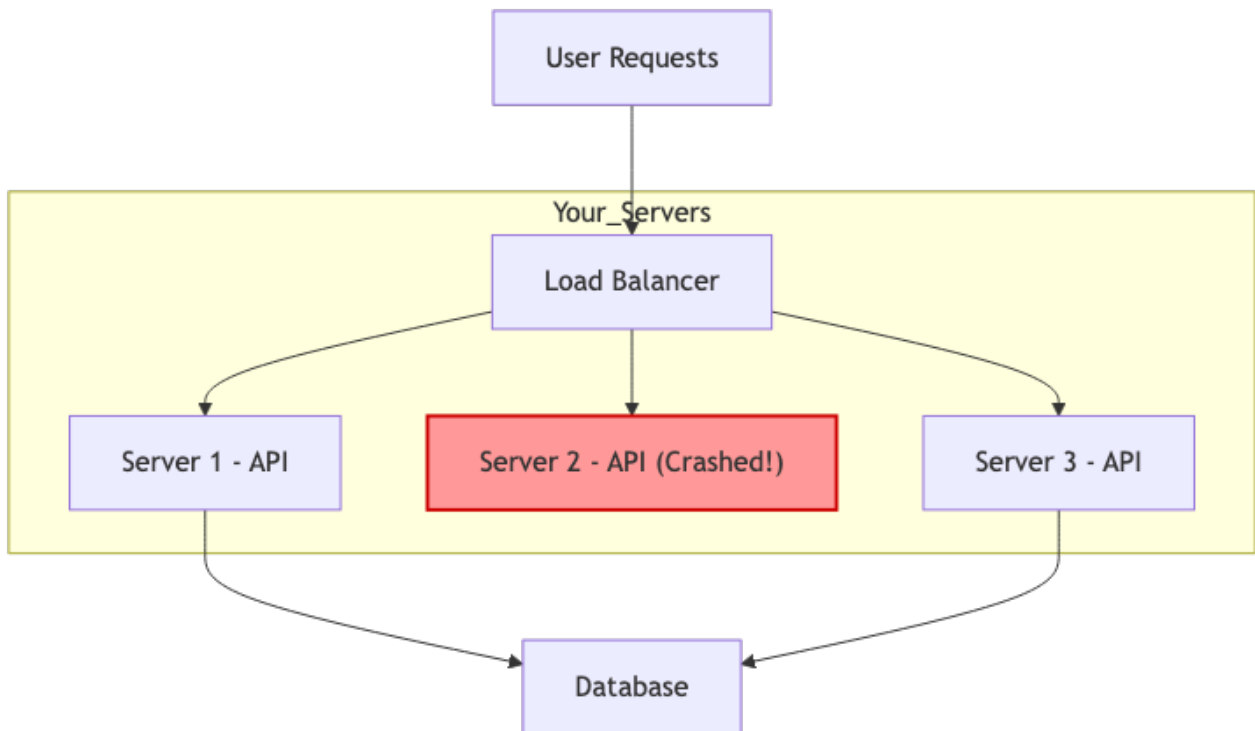 User Requests
Your_Servers
Load Balancer
Server 1 - API
Server 2 - API (Crashed!)
Server 3 - API
Database